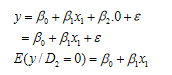 y = β₀ + β₁x₁ + β₂.0 + ε
= β₀ + β₁x₁ + ε
E(y / D₂ = 0) = β₀ + β₁x₁